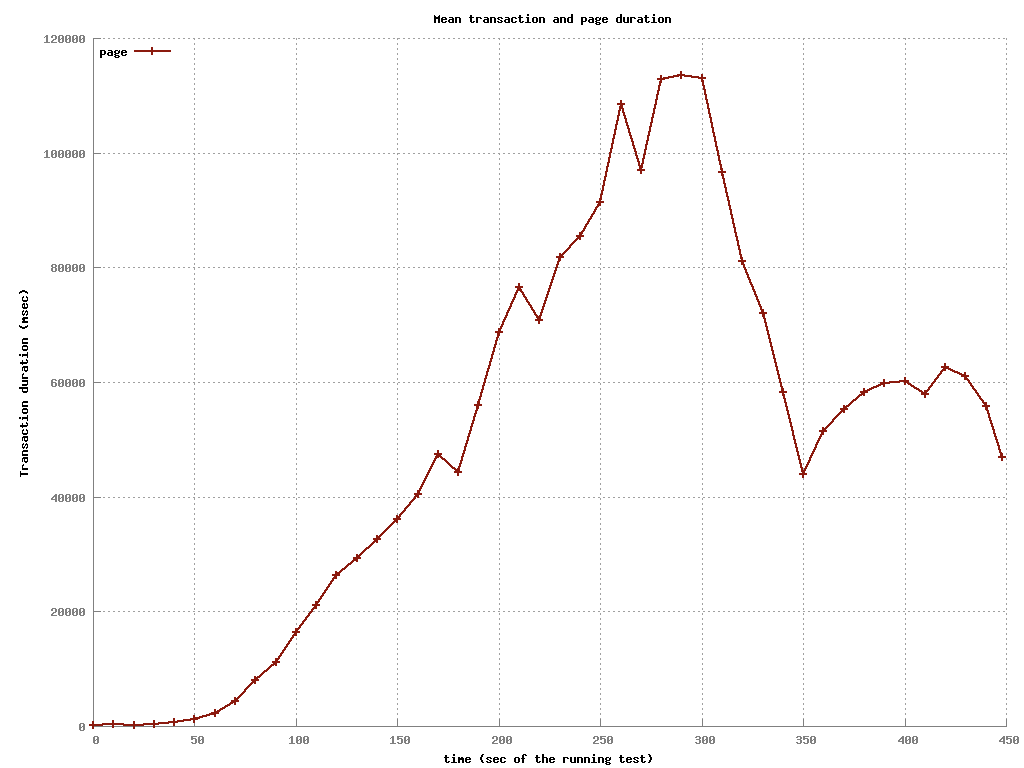 Mean transaction and page duration
page
Transaction duration (msec)
120000
100000
80000
60000
40000
20000
0
0 50 100 150 200 250 300 350 400 450
time (sec of the running test)